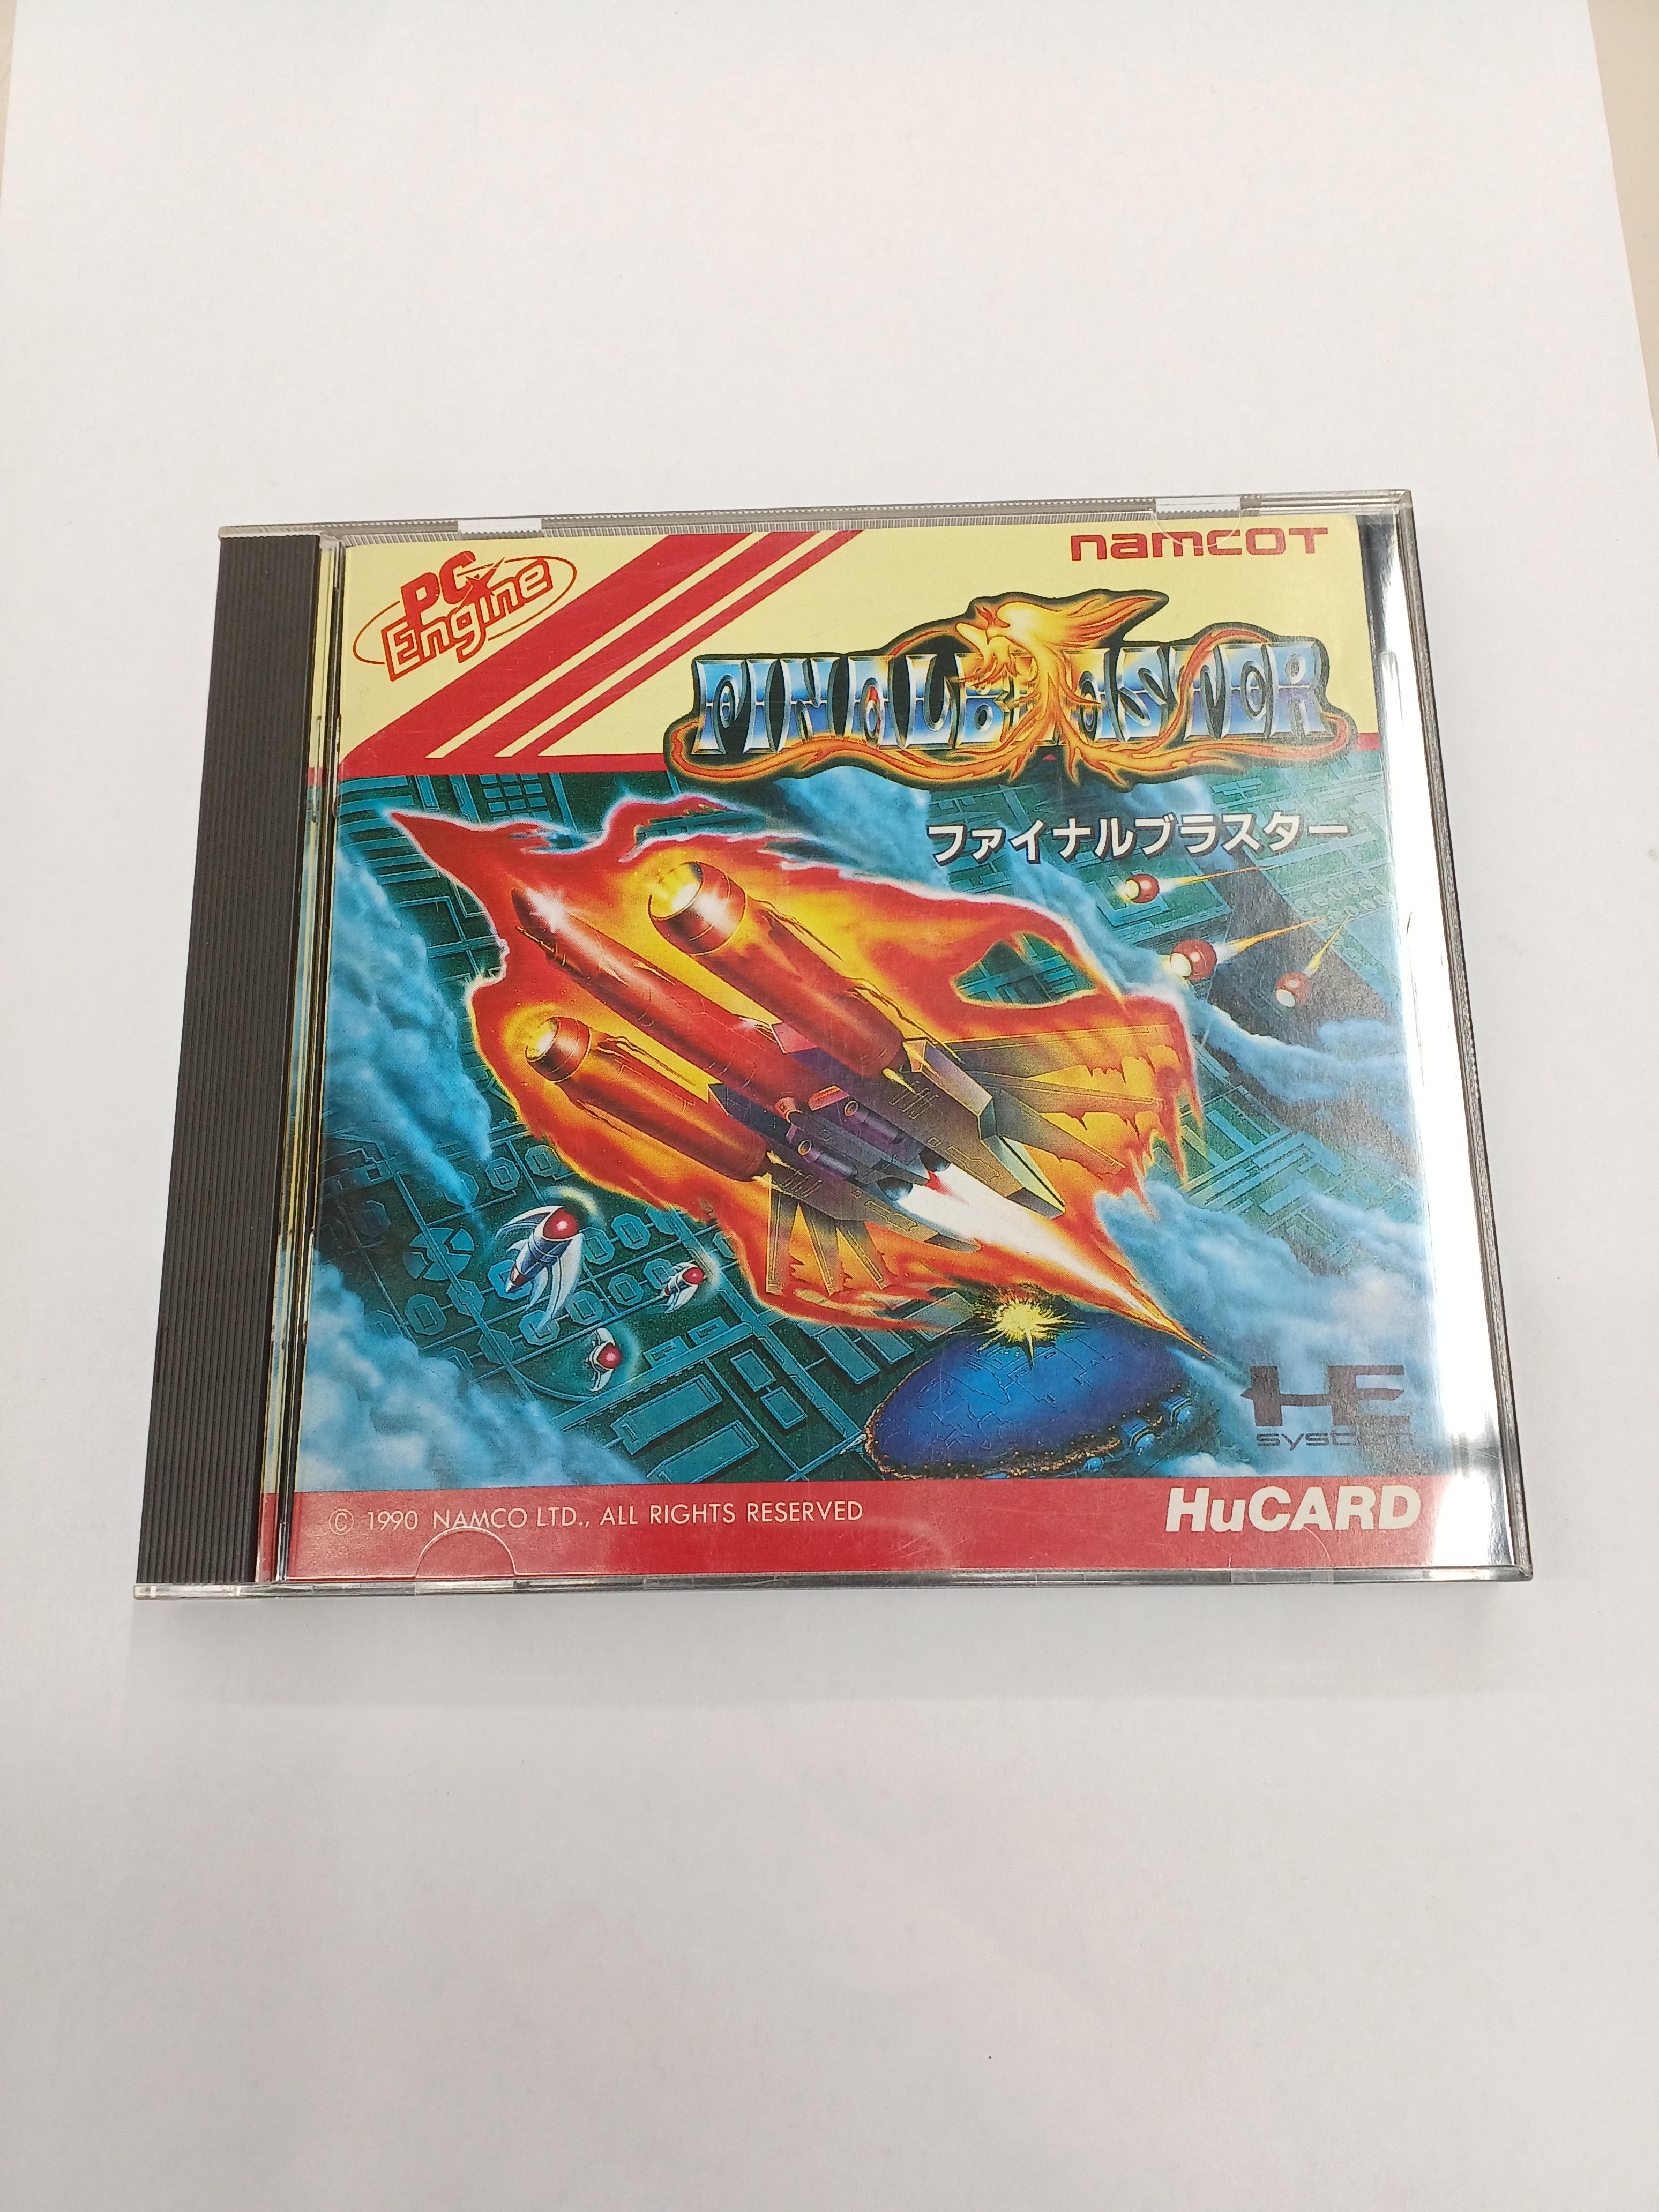 PC Engine
namcot
FINAL BLASTER
ファイナルブラスター
HE
system
© 1990 NAMCO LTD., ALL RIGHTS RESERVED
HuCARD